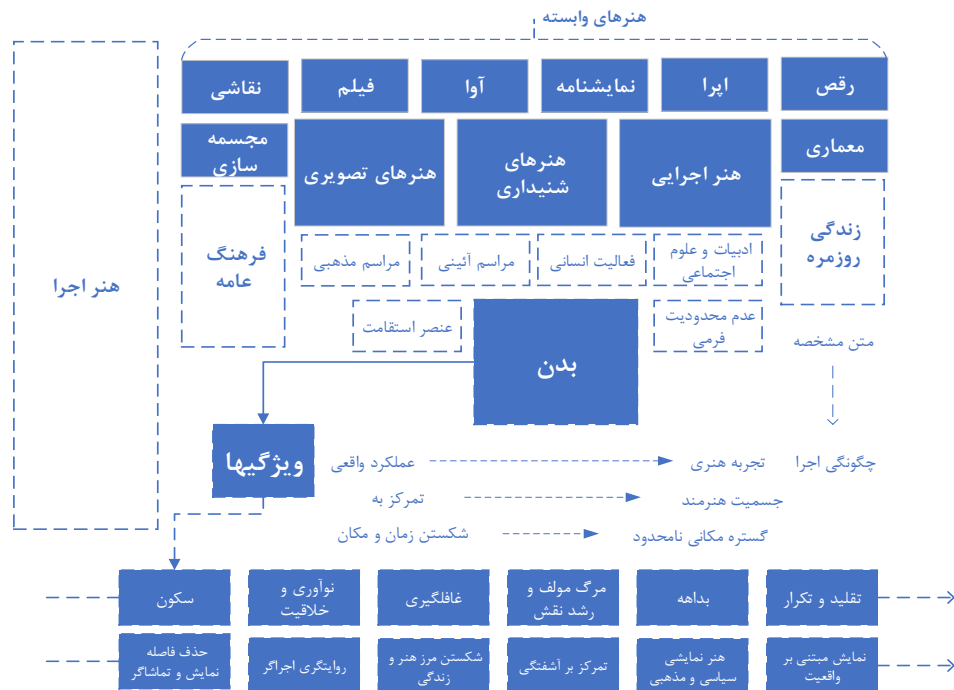 هنرهای وابسته
رقص
اپرا
نمایشنامه
آوا
فیلم
نقاشی
معماری
هنر اجرایی
هنرهای
شنیداری
هنرهای تصویری
مجسمه
سازی
هنر اجرا
زندگی
روزمره
ادبیات و علوم
اجتماعی
فعالیت انسانی
مراسم آئینی
مراسم مذهبی
فرهنگ
عامه
عدم محدودیت
فرمی
بدن
عنصر استقامت
متن مشخصه
ویژگیها
چگونگی اجرا
تجربه هنری
عملکرد واقعی
جسمیت هنرمند
تمرکز به
گستره مکانی نامحدود
شکستن زمان و مکان
تقلید و تکرار
بداهه
مرگ مولف و
رشد نقش
غافلگیری
نوآوری و
خلاقیت
سکون
نمایش مبتنی بر
واقعیت
هنر نمایشی
سیاسی و مذهبی
تمرکز بر آشفتگی
شکستن مرز هنر و
زندگی
روایتگری اجراگر
حذف فاصله
نمایش و تماشاگر